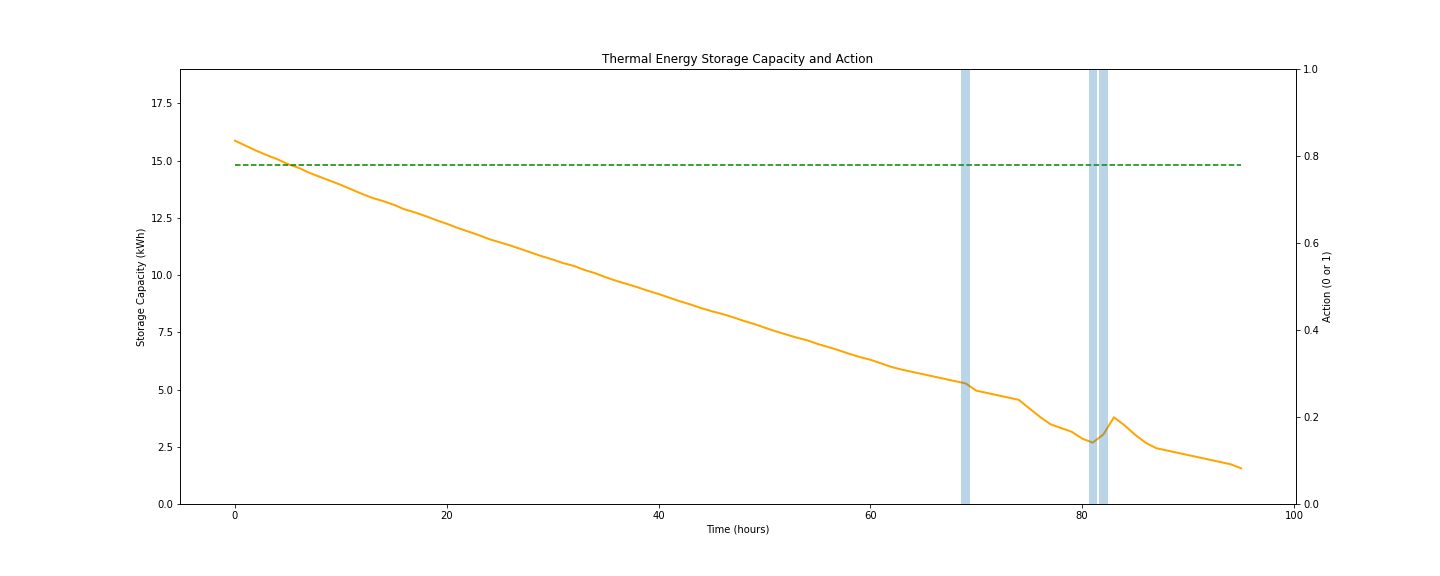 Thermal Energy Storage Capacity and Action
17.5
15.0
12.5
10.0
7.5
5.0
2.5
0.0
Storage Capacity (kWh)
1.0
0.8
0.6
0.4
0.2
0.0
Action (0 or 1)
0 20 40 60 80 100
Time (hours)